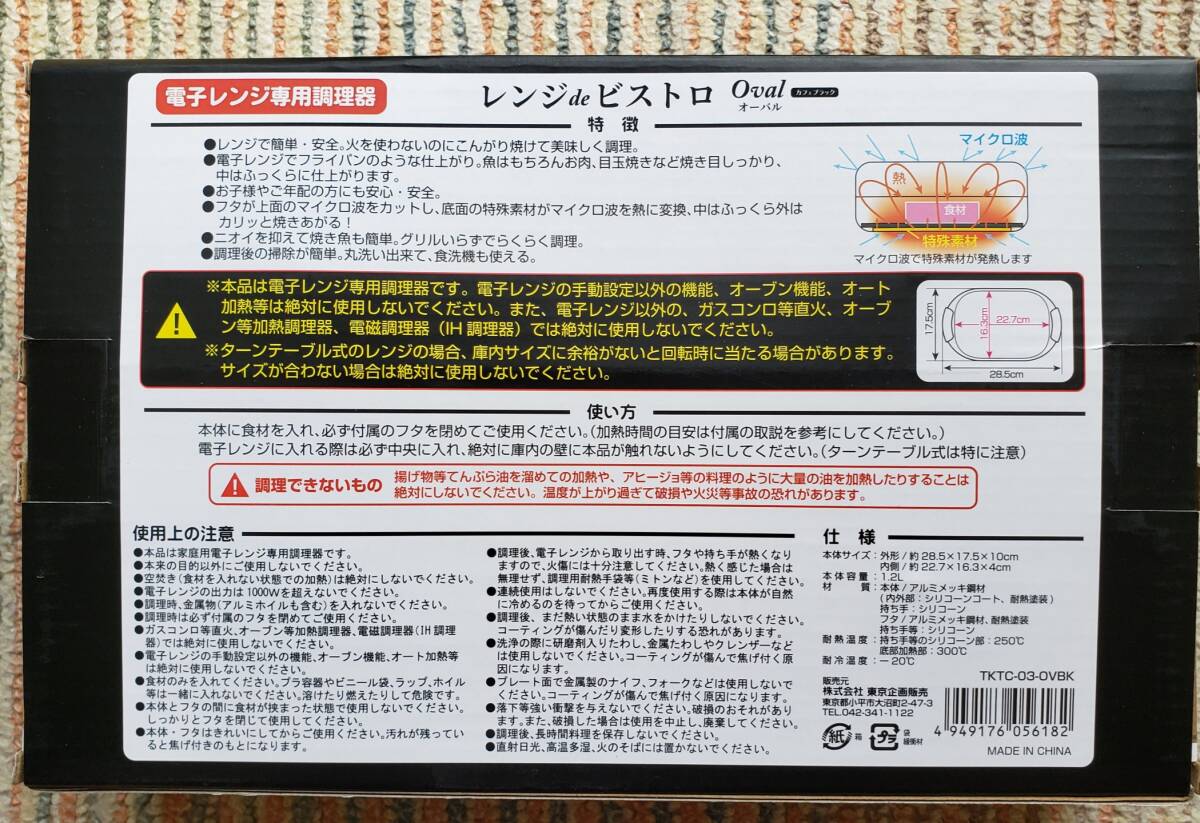 電子レンジ専用調理器
レンジdeビストロ Oval カフェブラック
オーバル
特徴
●レンジで簡単・安全。火を使わないのにこんがり焼けて美味しく調理。
●電子レンジでフライパンのような仕上がり。魚はもちろんお肉、目玉焼きなど焼き目しっかり、
中はふっくらに仕上がります。
●お子様やご年配の方にも安心・安全。
●フタが上面のマイクロ波をカットし、底面の特殊素材がマイクロ波を熱に変換、中はふっくら外は
カリッと焼きあがる!
●ニオイを抑えて焼き魚も簡単。グリルいらずでらくらく調理。
●調理後の掃除が簡単。丸洗い出来て、食洗機も使える。
マイクロ波
熱
食材
特殊素材
マイクロ波で特殊素材が発熱します
※本品は電子レンジ専用調理器です。電子レンジの手動設定以外の機能、オーブン機能、オート
加熱等は絶対に使用しないでください。また、電子レンジ以外の、ガスコンロ等直火、オーブ
ン等加熱調理器、電磁調理器(IH調理器)では絶対に使用しないでください。
※ターンテーブル式のレンジの場合、庫内サイズに余裕がないと回転時に当たる場合があります。
サイズが合わない場合は絶対に使用しないでください。
17.5cm
16.3cm
22.7cm
28.5cm
使い方
本体に食材を入れ、必ず付属のフタを閉めてご使用ください。(加熱時間の目安は付属の取説を参考にしてください。)
電子レンジに入れる際は必ず中央に入れ、絶対に庫内の壁に本品が触れないようにしてください。(ターンテーブル式は特に注意)
調理できないもの
揚げ物等てんぷら油を溜めての加熱や、アヒージョ等の料理のように大量の油を加熱したりすることは
絶対にしないでください。温度が上がり過ぎて破損や火災等事故の恐れがあります。
使用上の注意
●本品は家庭用電子レンジ専用調理器です。
●本来の目的以外にご使用しないでください。
●空焚き(食材を入れない状態での加熱)は絶対にしないでください。
●電子レンジの出力は1000Wを超えないでください。
●調理時、金属物(アルミホイルも含む)を入れないでください。
●調理時は必ず付属のフタを閉めてご使用ください。
●ガスコンロ等直火、オーブン等加熱調理器、電磁調理器(IH調理
器)では絶対に使用しないでください。
●電子レンジの手動設定以外の機能、オーブン機能、オート加熱等
は絶対に使用しないでください。
●食材のみを入れてください。プラ容器やビニール袋、ラップ、ホイル
等は一緒に入れないでください。溶けたり燃えたりして危険です。
●本体とフタの間に食材が挟まった状態で使用しないでください。
しっかりとフタを閉じて使用してください。
●本体・フタはきれいにしてからご使用ください。汚れが残ってい
ると焦げ付きのもとになります。
●調理後、電子レンジから取り出す時、フタや持ち手が熱くなり
ますので、火傷には十分注意してください。熱く感じた場合は
無理せず、調理用耐熱手袋等(ミトンなど)を使用してください。
●連続使用はしないでください。再度使用する際は本体が自然
に冷めるのを待ってからご使用ください。
●調理後、まだ熱い状態のまま水をかけたりしないでください。
コーティングが傷んだり変形したりする恐れがあります。
●洗浄の際に研磨剤入りたわし、金属たわしやクレンザーなど
は使用しないでください。コーティングが傷んで焦げ付く原
因になります。
●プレート面で金属製のナイフ、フォークなどは使用しないで
ください。コーティングが傷んで焦げ付く原因になります。
●落下等強い衝撃を与えないでください。破損のおそれがあり
ます。また、破損した場合は使用を中止し、廃棄してください。
●調理後、長時間料理を保存しないでください。
●直射日光、高温多湿、火のそばには置かないでください。
仕様
本体サイズ:外形/約28.5×17.5×10cm
内側/約22.7×16.3×4cm
本体容量:1.2L
材質:本体/アルミメッキ鋼材
(内外部:シリコーンコート、耐熱塗装)
持ち手:シリコーン
フタ/アルミメッキ鋼材、耐熱塗装
持ち手等:シリコーン
耐熱温度:持ち手等のシリコーン部:250℃
底部加熱部:300℃
耐冷温度:-20℃
販売元
株式会社 東京企画販売
東京都小平市大沼町2-47-3
TEL.042-341-1122
紙 箱
プラ 袋
緩衝材
TKTC-03-OVBK
4 949176 056182
MADE IN CHINA